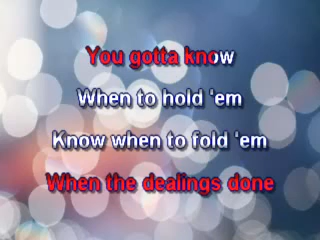 You gotta know
When to hold 'em
Know when to fold 'em
When the dealings done